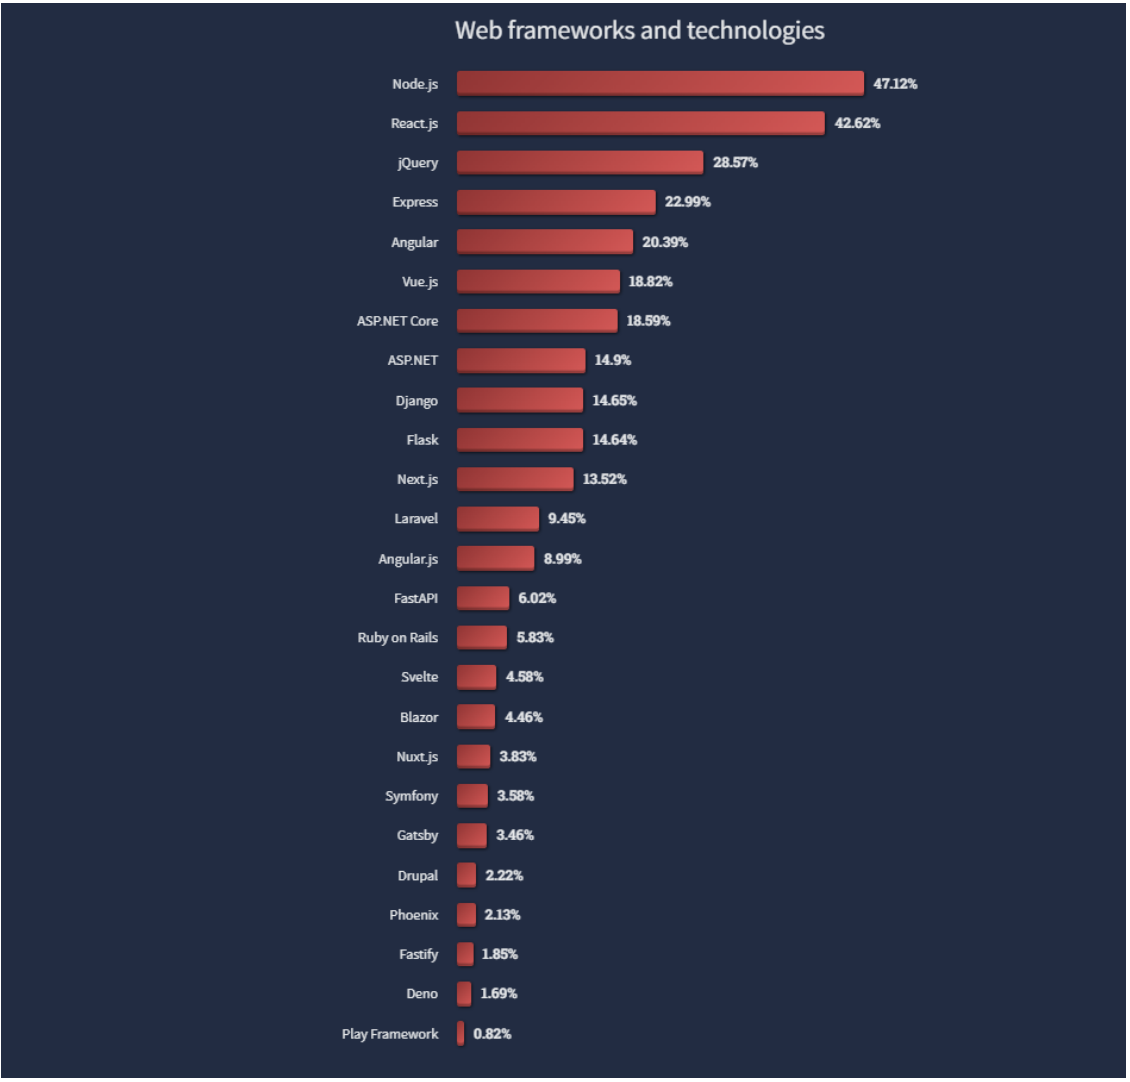 Web frameworks and technologies
Node.js 47.12%
React.js 42.62%
jQuery 28.57%
Express 22.99%
Angular 20.39%
Vue.js 18.82%
ASP.NET Core 18.59%
ASP.NET 14.9%
Django 14.65%
Flask 14.64%
Next.js 13.52%
Laravel 9.45%
Angular.js 8.99%
FastAPI 6.02%
Ruby on Rails 5.83%
Svelte 4.58%
Blazor 4.46%
Nuxt.js 3.83%
Symfony 3.58%
Gatsby 3.46%
Drupal 2.22%
Phoenix 2.13%
Fastify 1.85%
Deno 1.69%
Play Framework 0.82%